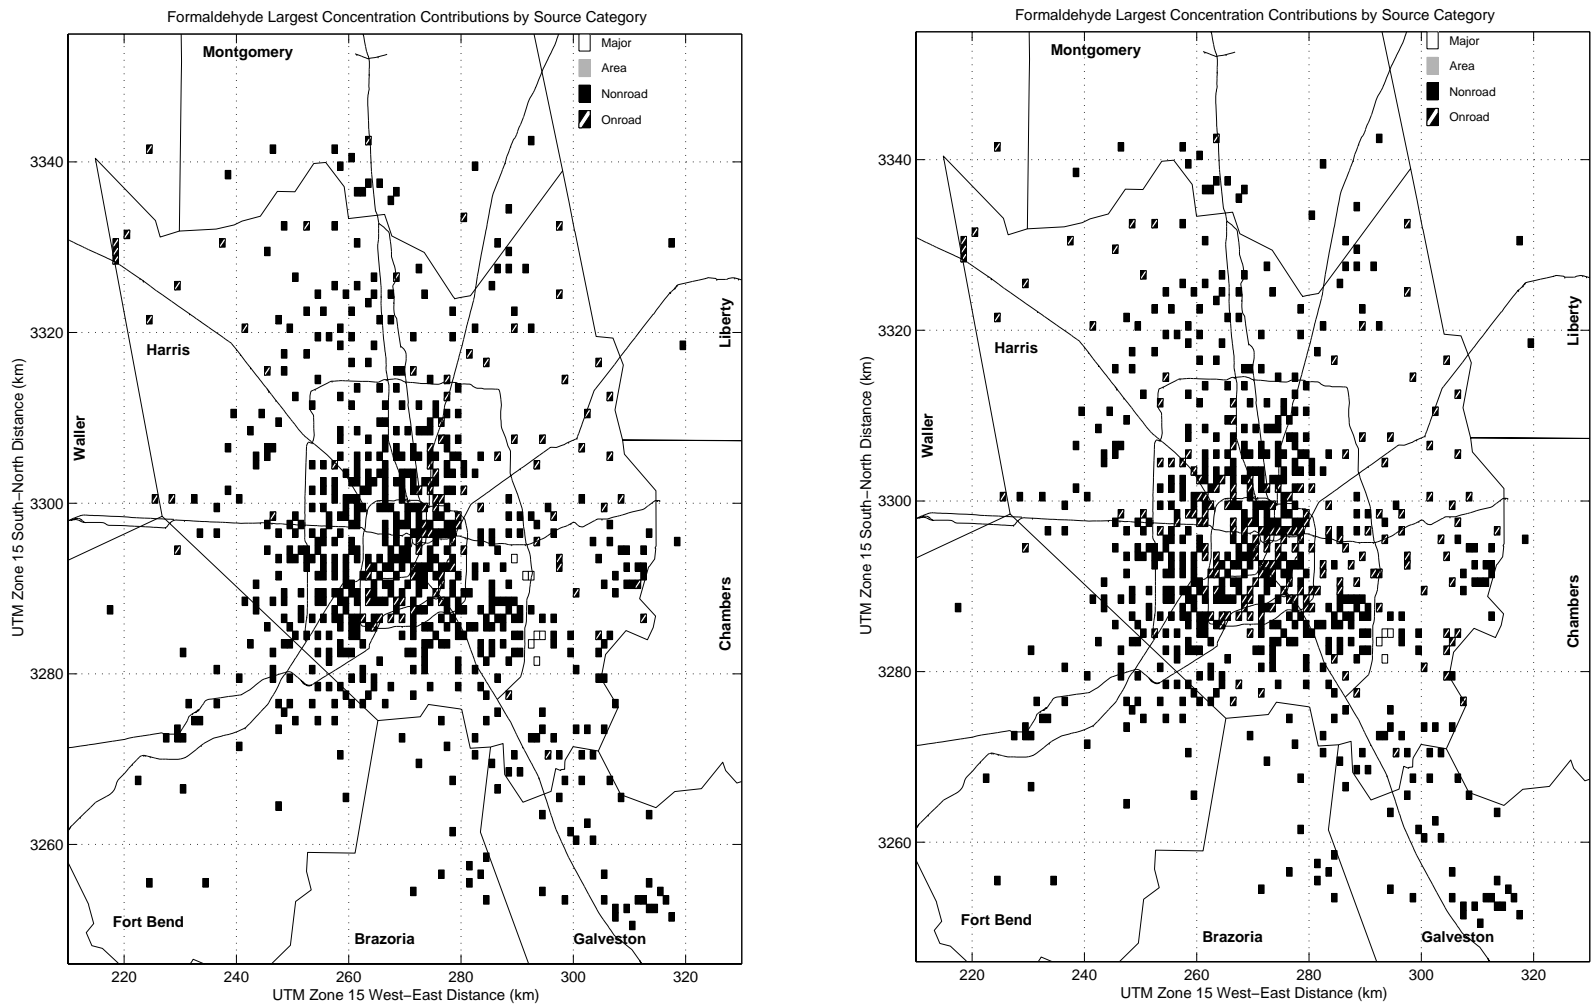 Formaldehyde Largest Concentration Contributions by Source Category
Major
Area
Nonroad
Onroad
Montgomery
Harris
Liberty
Waller
Chambers
Fort Bend
Brazoria
Galveston
3340
3320
3300
3280
3260
220
240
260
280
300
320
UTM Zone 15 South−North Distance (km)
UTM Zone 15 West−East Distance (km)
Formaldehyde Largest Concentration Contributions by Source Category
Major
Area
Nonroad
Onroad
Montgomery
Harris
Liberty
Waller
Chambers
Fort Bend
Brazoria
Galveston
3340
3320
3300
3280
3260
220
240
260
280
300
320
UTM Zone 15 South−North Distance (km)
UTM Zone 15 West−East Distance (km)